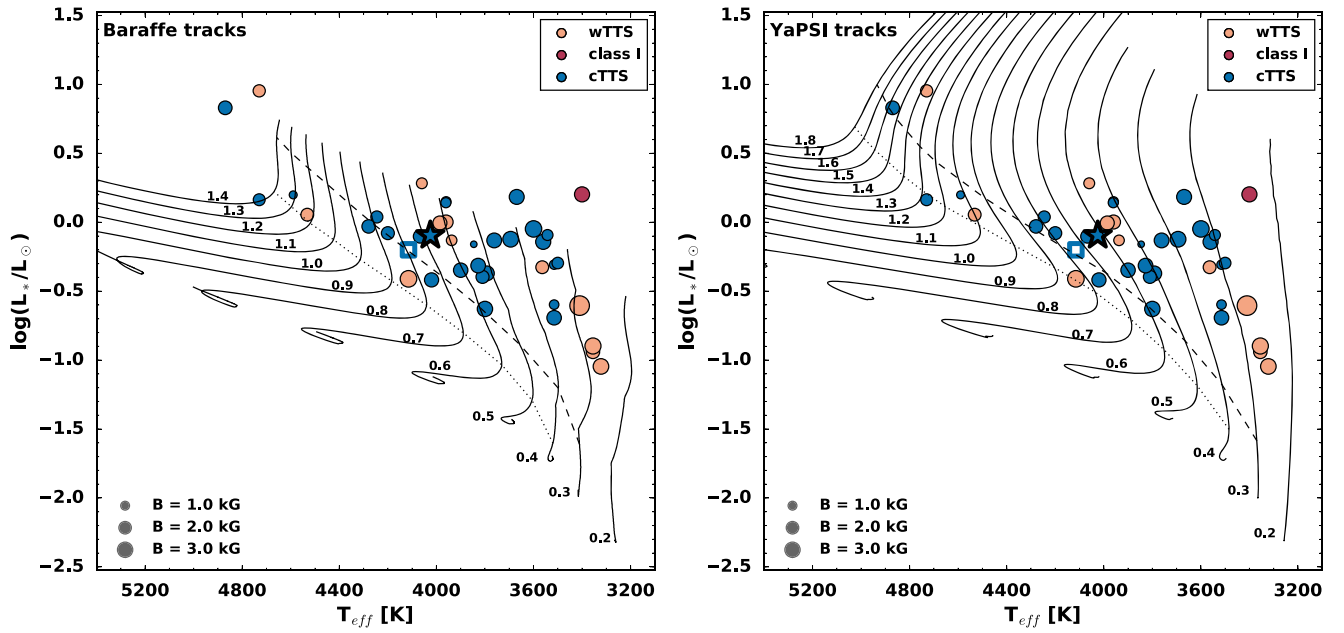 Baraffe tracks
wTTS
class I
cTTS
1.5
1.0
0.5
0.0
−0.5
−1.0
−1.5
−2.0
−2.5
log(L*/L☉)
1.4
1.3
1.2
1.1
1.0
0.9
0.8
0.7
0.6
0.5
0.4
0.3
0.2
B = 1.0 kG
B = 2.0 kG
B = 3.0 kG
5200 4800 4400 4000 3600 3200
T_eff [K]
YaPSI tracks
wTTS
class I
cTTS
1.5
1.0
0.5
0.0
−0.5
−1.0
−1.5
−2.0
−2.5
log(L*/L☉)
1.8
1.7
1.6
1.5
1.4
1.3
1.2
1.1
1.0
0.9
0.8
0.7
0.6
0.5
0.4
0.3
0.2
B = 1.0 kG
B = 2.0 kG
B = 3.0 kG
5200 4800 4400 4000 3600 3200
T_eff [K]